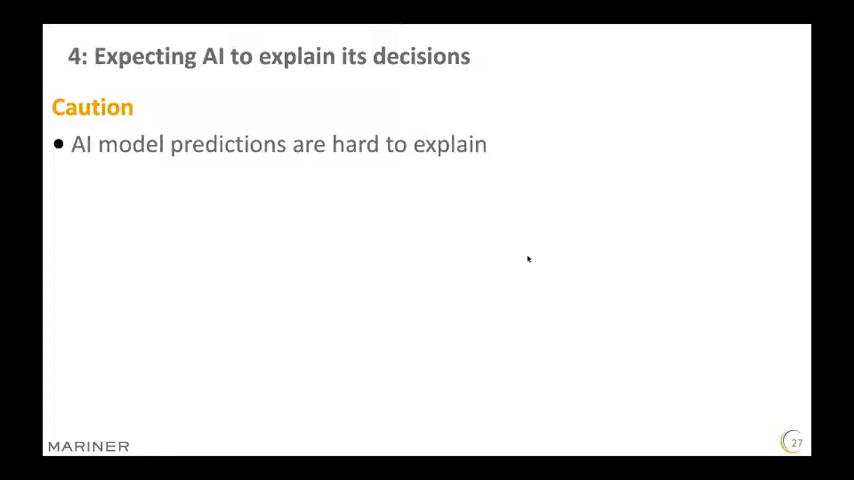 4: Expecting AI to explain its decisions
Caution
● AI model predictions are hard to explain
MARINER
27